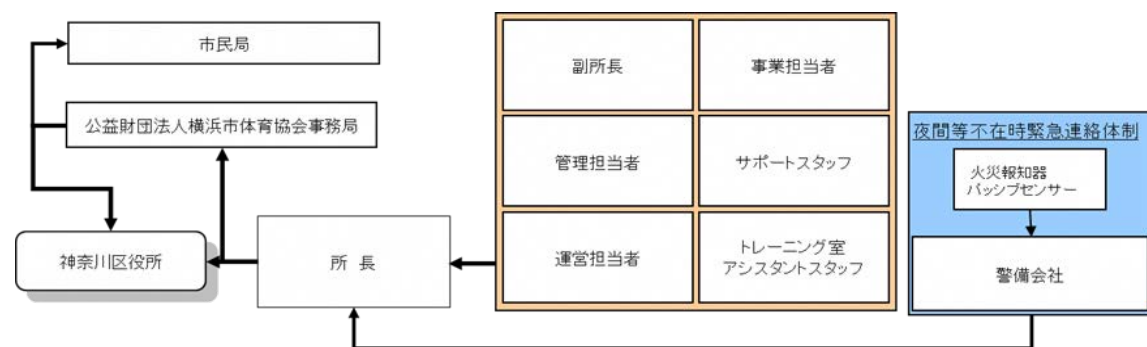 市民局
公益財団法人横浜市体育協会事務局
神奈川区役所
所 長
副所長
事業担当者
管理担当者
サポートスタッフ
運営担当者
トレーニング室
アシスタントスタッフ
夜間等不在時緊急連絡体制
火災報知器
パッシブセンサー
警備会社